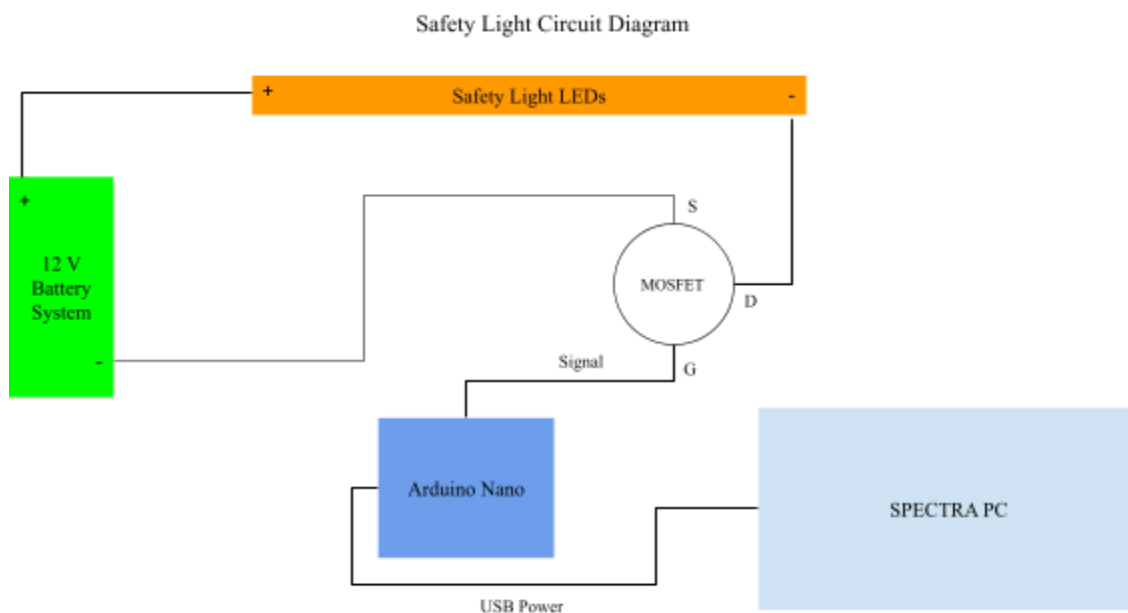 Safety Light Circuit Diagram
+ Safety Light LEDs -
+
12 V
Battery
System
-
S
MOSFET
D
G
Signal
Arduino Nano
SPECTRA PC
USB Power